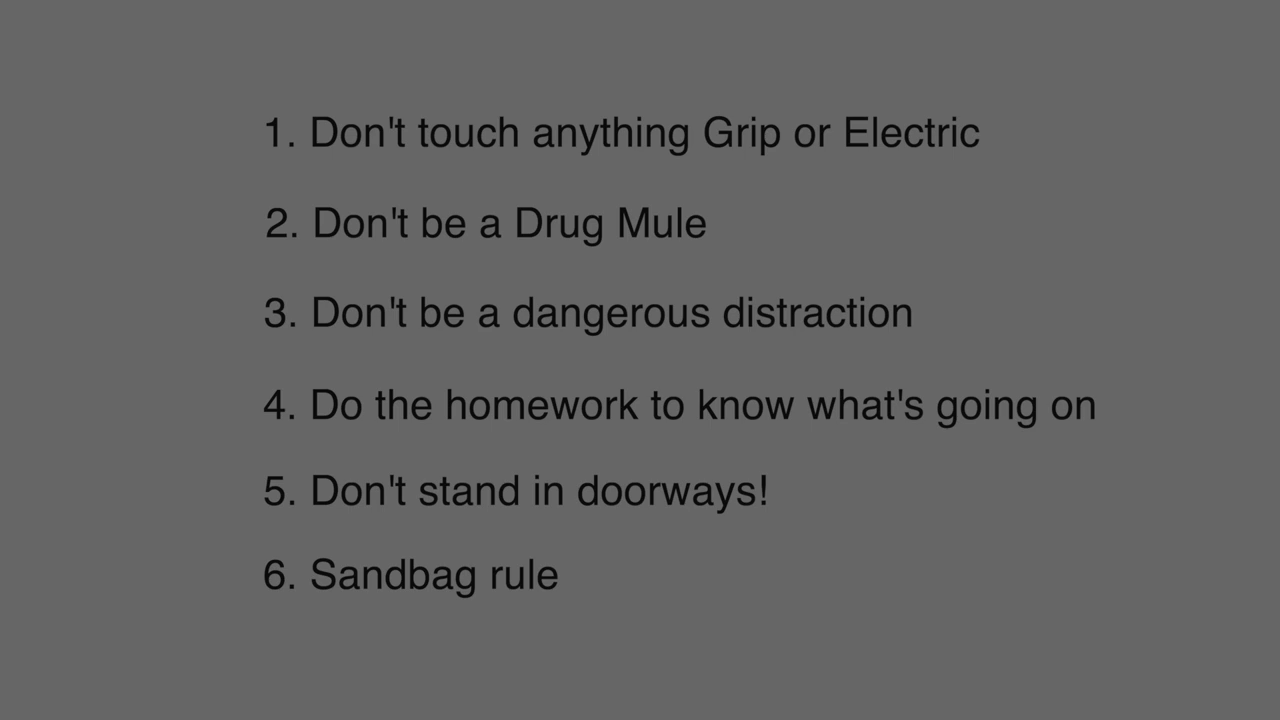 1. Don't touch anything Grip or Electric
2. Don't be a Drug Mule
3. Don't be a dangerous distraction
4. Do the homework to know what's going on
5. Don't stand in doorways!
6. Sandbag rule